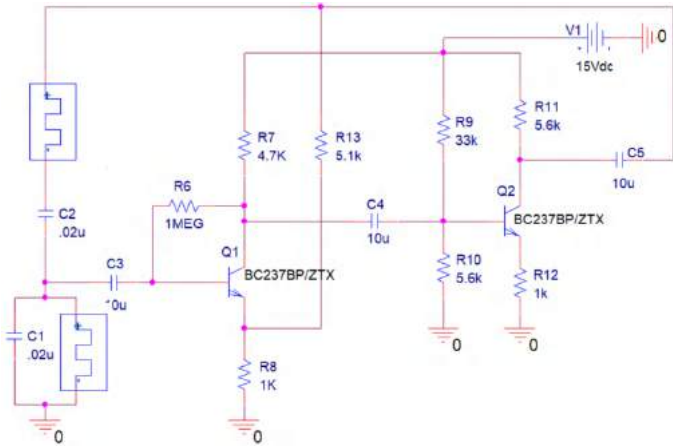 V1
0
15Vdc
R7
4.7K
R13
5.1k
R9
33k
R11
5.6k
C5
10u
R6
1MEG
C4
10u
Q2
BC237BP/ZTX
C2
.02u
C3
10u
Q1
BC237BP/ZTX
R10
5.6k
R12
1k
C1
.02u
R8
1K
0
0
0
0